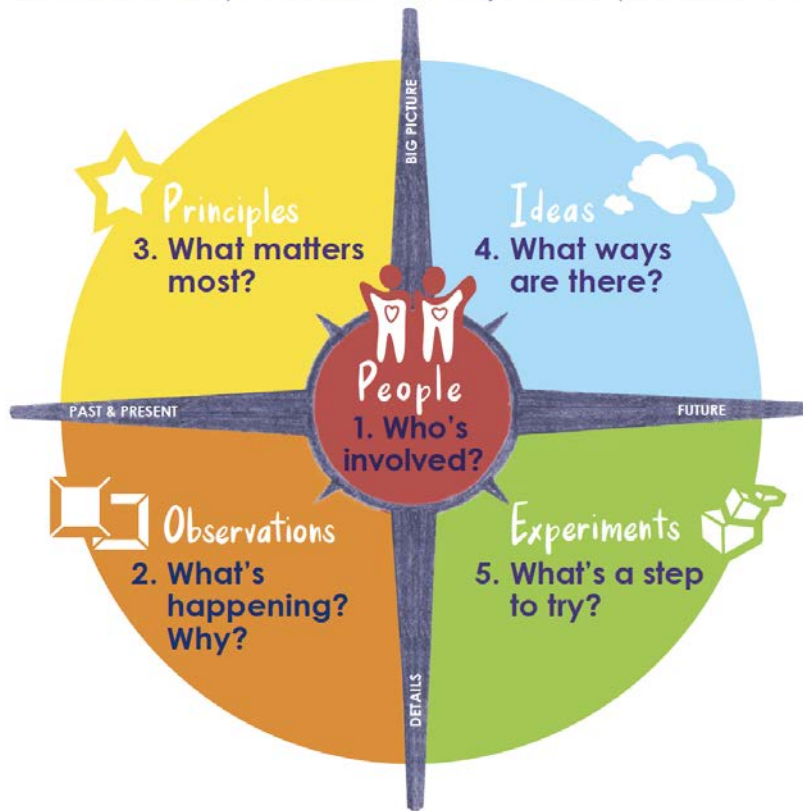 BIG PICTURE
Principles
3. What matters
most?
Ideas
4. What ways
are there?
People
1. Who's
involved?
PAST & PRESENT
FUTURE
Observations
2. What's
happening?
Why?
Experiments
5. What's a step
to try?
DETAILS